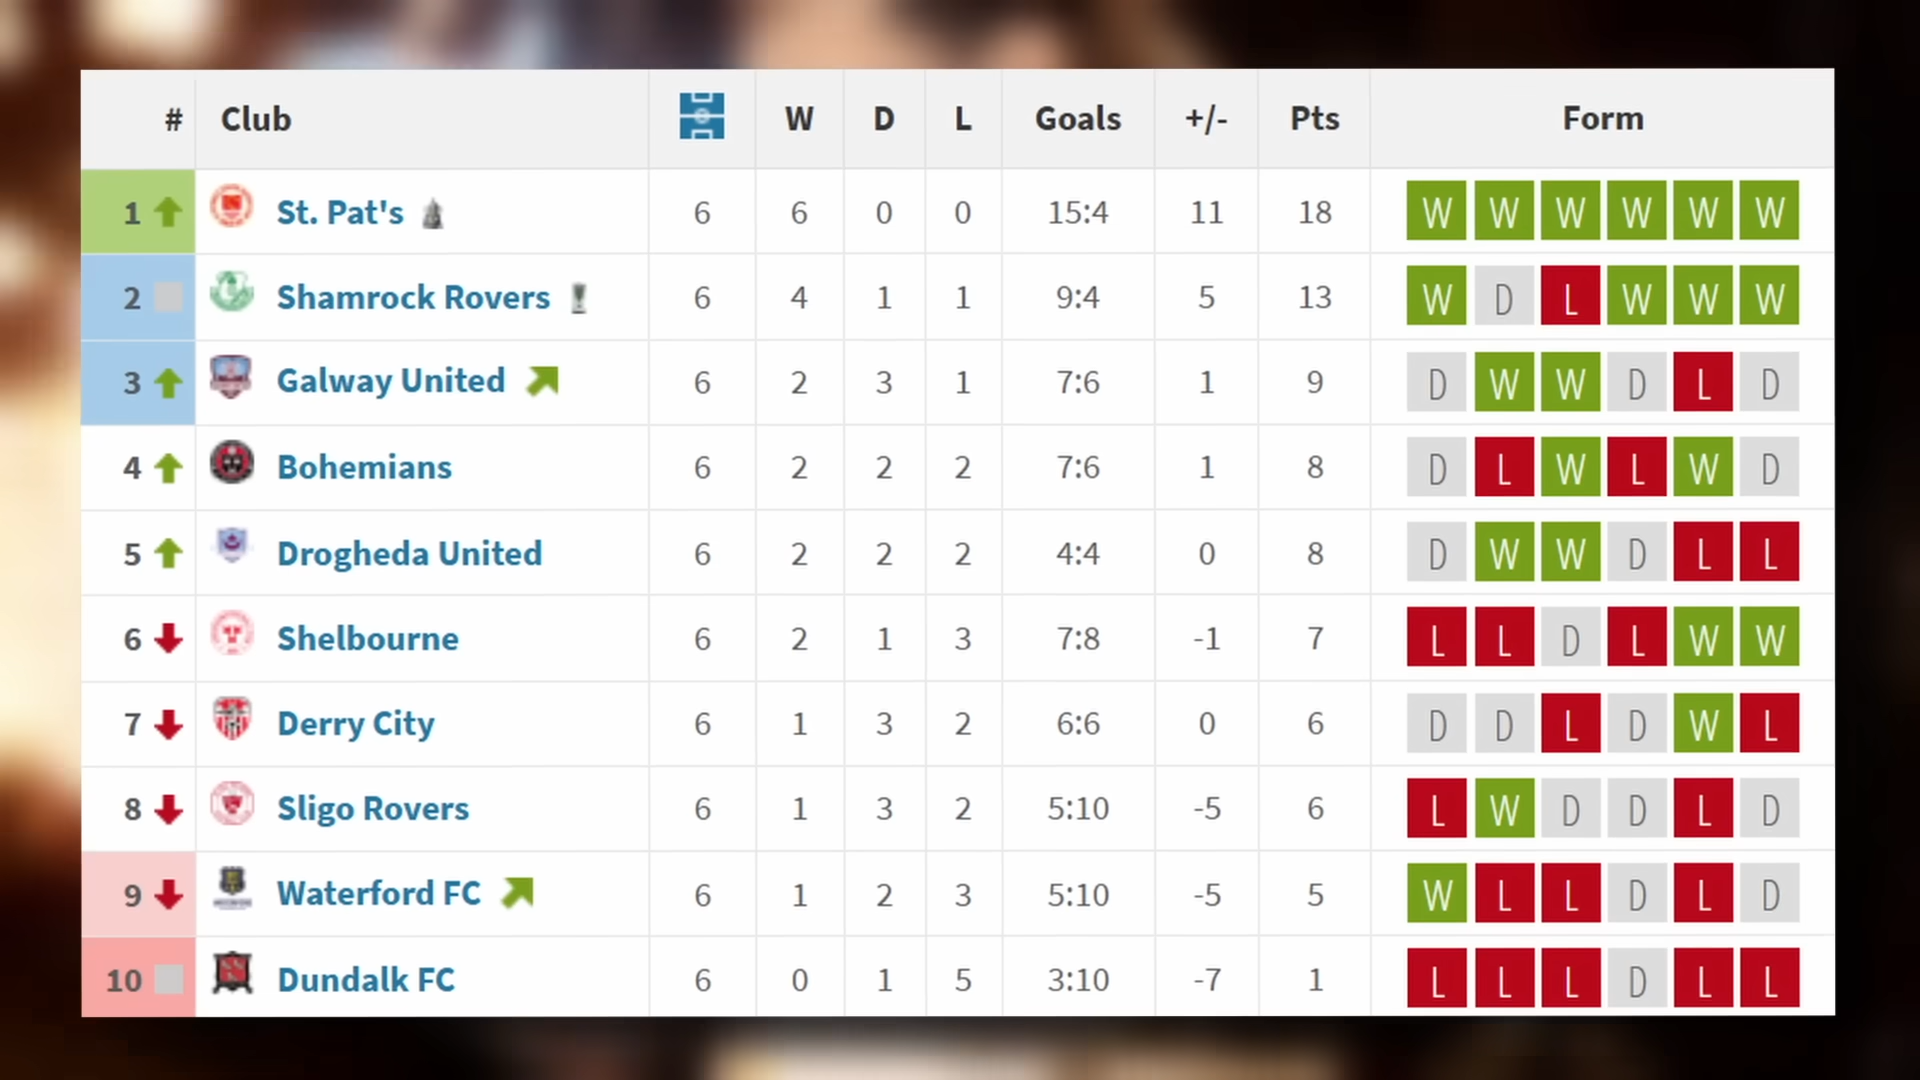 # Club W D L Goals +/- Pts Form
1 St. Pat's 6 6 0 0 15:4 11 18 W W W W W W
2 Shamrock Rovers 6 4 1 1 9:4 5 13 W D L W W W
3 Galway United 6 2 3 1 7:6 1 9 D W W D L D
4 Bohemians 6 2 2 2 7:6 1 8 D L W L W D
5 Drogheda United 6 2 2 2 4:4 0 8 D W W D L L
6 Shelbourne 6 2 1 3 7:8 -1 7 L L D L W W
7 Derry City 6 1 3 2 6:6 0 6 D D L D W L
8 Sligo Rovers 6 1 3 2 5:10 -5 6 L W D D L D
9 Waterford FC 6 1 2 3 5:10 -5 5 W L L D L D
10 Dundalk FC 6 0 1 5 3:10 -7 1 L L L D L L